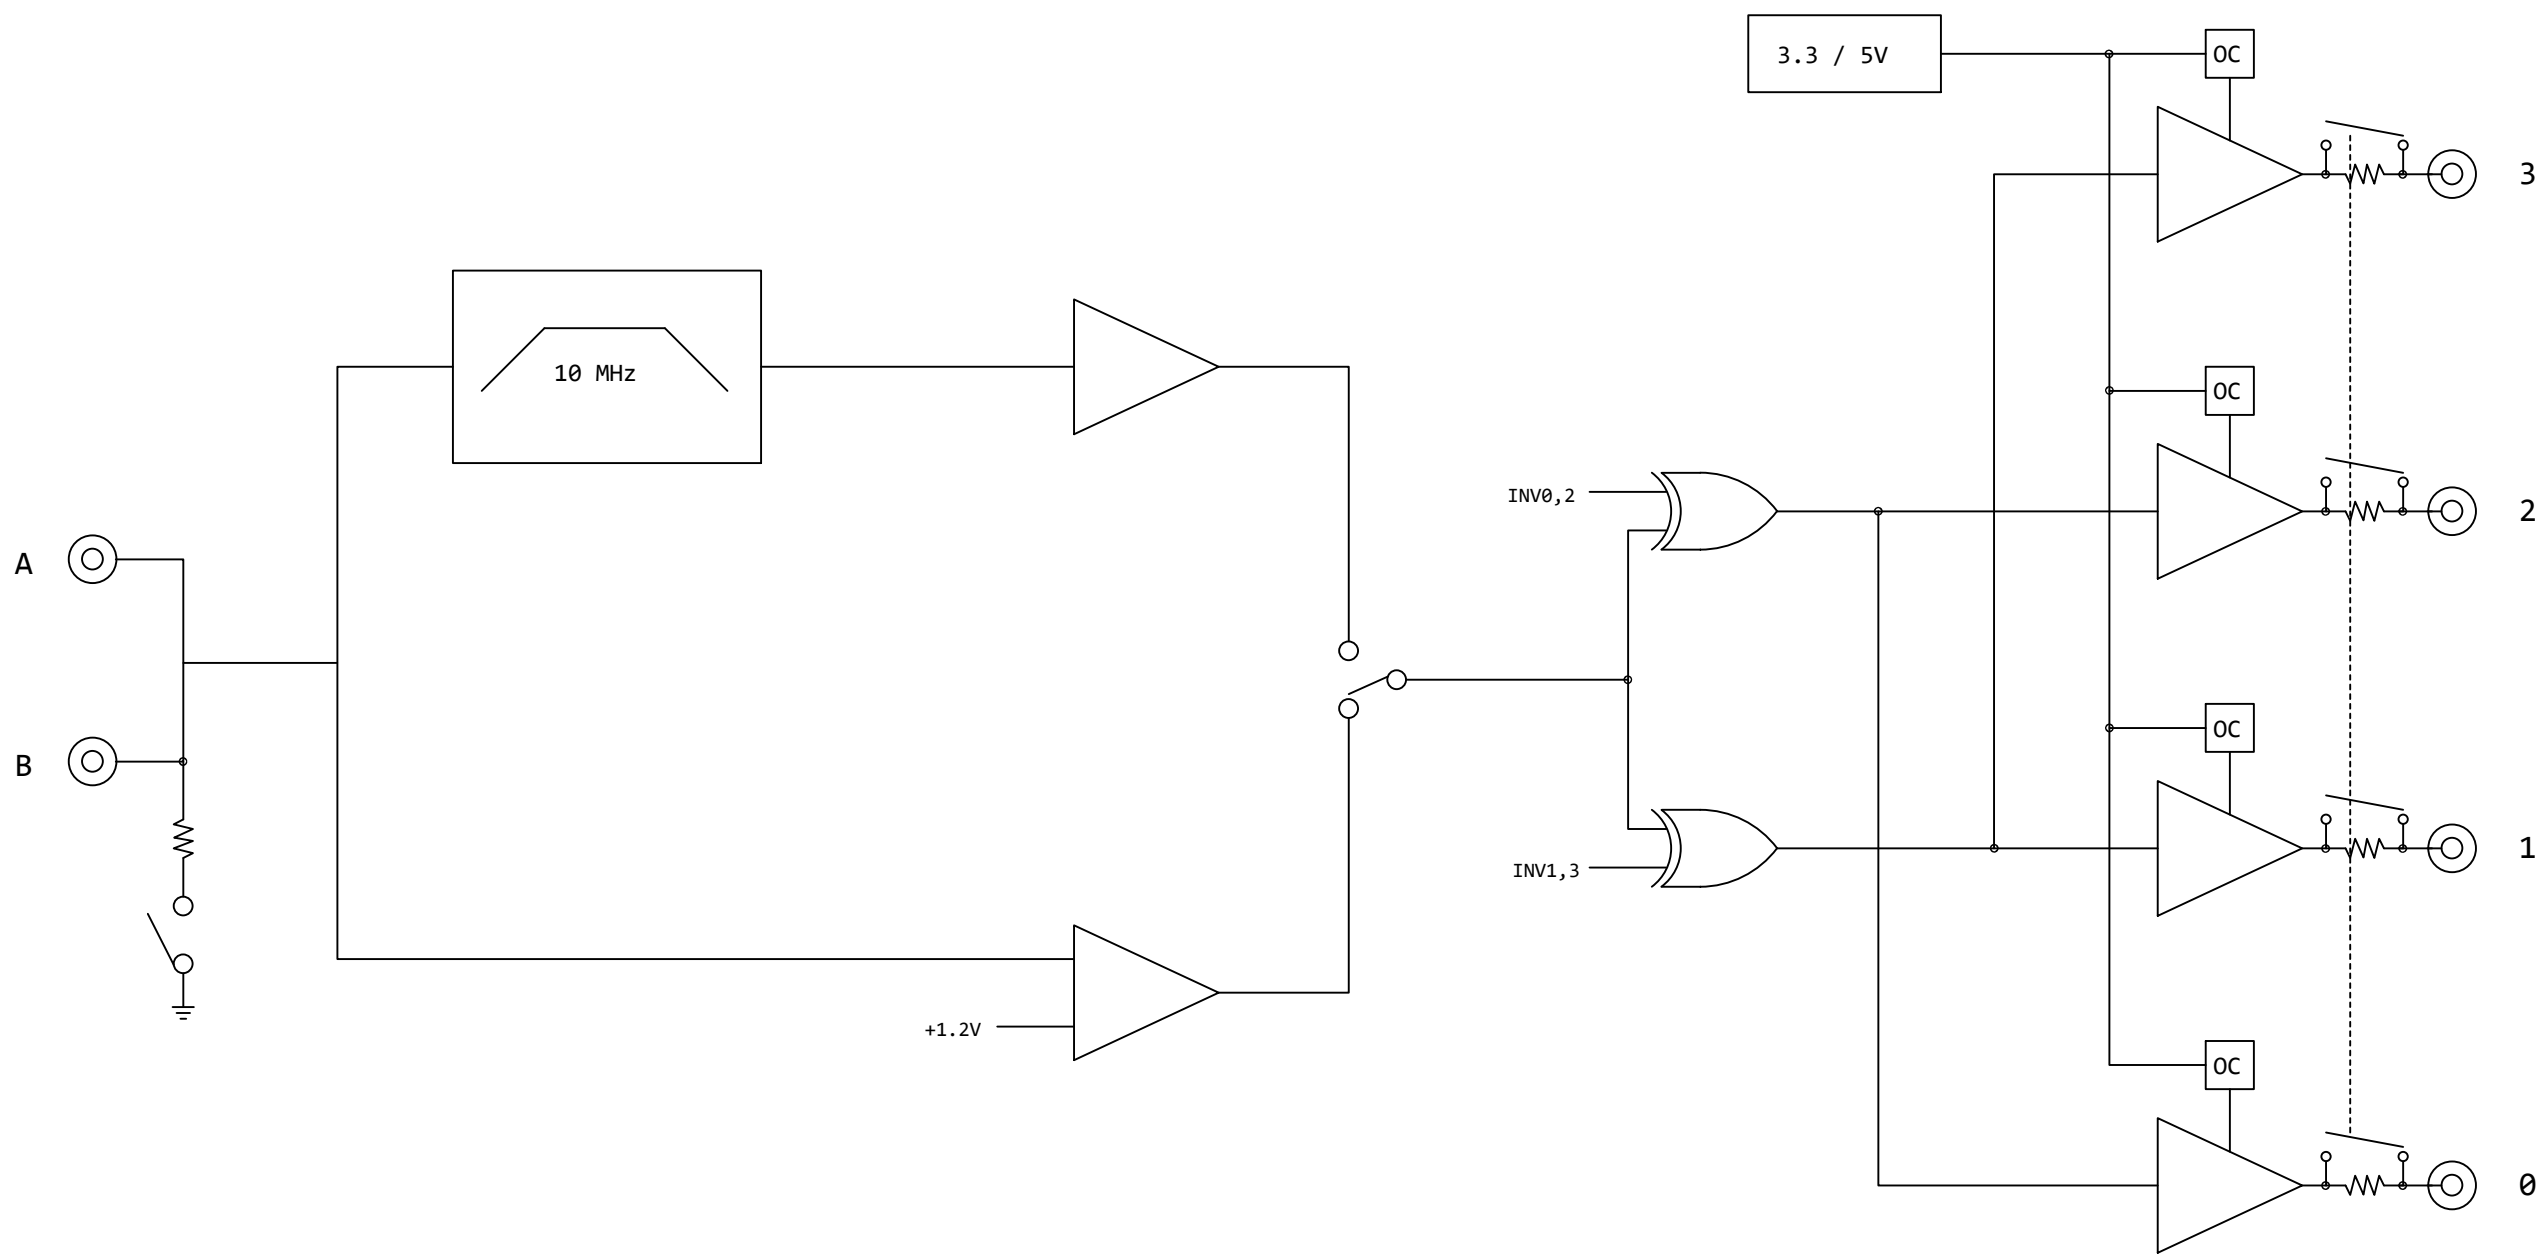 3.3 / 5V
OC
3
10 MHz
OC
INV0,2
2
A
OC
B
INV1,3
1
+1.2V
OC
0